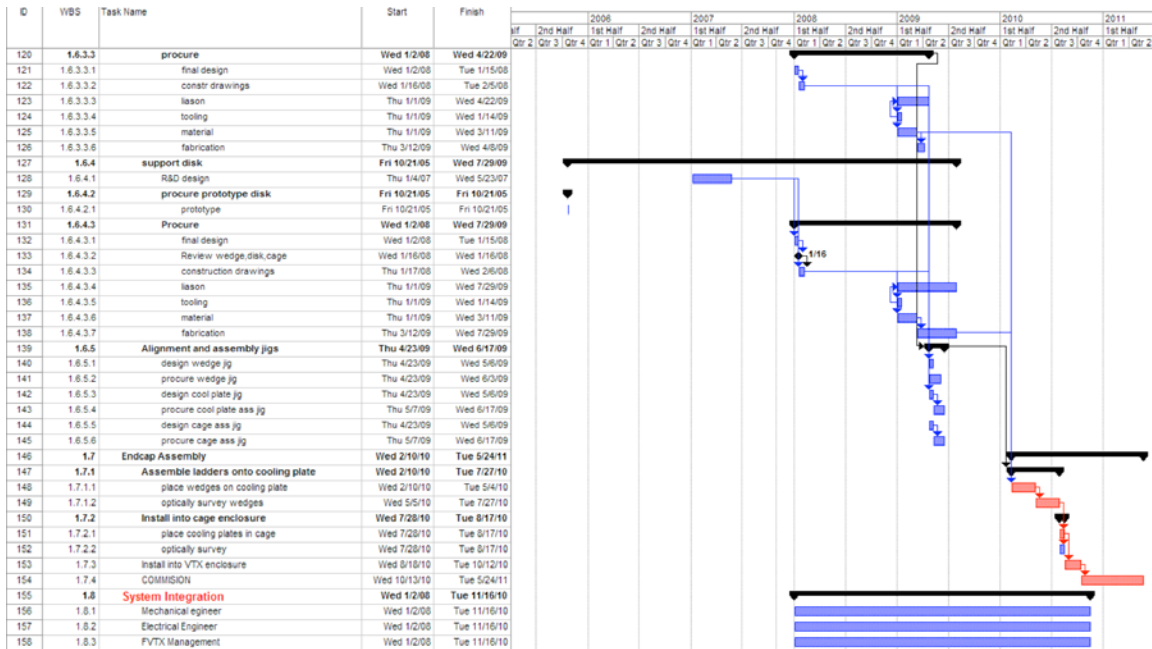 ID WBS Task Name Start Finish
2006 2007 2008 2009 2010 2011
alf 2nd Half 1st Half 2nd Half 1st Half 2nd Half 1st Half 2nd Half 1st Half 2nd Half 1st Half 2nd Half 1st Half
Qtr 2 Qtr 3 Qtr 4 Qtr 1 Qtr 2 Qtr 3 Qtr 4 Qtr 1 Qtr 2 Qtr 3 Qtr 4 Qtr 1 Qtr 2 Qtr 3 Qtr 4 Qtr 1 Qtr 2 Qtr 3 Qtr 4 Qtr 1 Qtr 2 Qtr 3 Qtr 4 Qtr 1 Qtr 2
120 1.6.3.3 procure Wed 1/2/08 Wed 4/22/09
121 1.6.3.3.1 final design Wed 1/2/08 Tue 1/15/08
122 1.6.3.3.2 constr drawings Wed 1/16/08 Tue 2/5/08
123 1.6.3.3.3 liason Thu 1/1/09 Wed 4/22/09
124 1.6.3.3.4 tooling Thu 1/1/09 Wed 1/14/09
125 1.6.3.3.5 material Thu 1/1/09 Wed 3/11/09
126 1.6.3.3.6 fabrication Thu 3/12/09 Wed 4/8/09
127 1.6.4 support disk Fri 10/21/05 Wed 7/29/09
128 1.6.4.1 R&D design Thu 1/4/07 Wed 5/23/07
129 1.6.4.2 procure prototype disk Fri 10/21/05 Fri 10/21/05
130 1.6.4.2.1 prototype Fri 10/21/05 Fri 10/21/05
131 1.6.4.3 Procure Wed 1/2/08 Wed 7/29/09
132 1.6.4.3.1 final design Wed 1/2/08 Tue 1/15/08
133 1.6.4.3.2 Review wedge,disk,cage Wed 1/16/08 Wed 1/16/08 1/16
134 1.6.4.3.3 construction drawings Thu 1/17/08 Wed 2/6/08
135 1.6.4.3.4 liason Thu 1/1/09 Wed 7/29/09
136 1.6.4.3.5 tooling Thu 1/1/09 Wed 1/14/09
137 1.6.4.3.6 material Thu 1/1/09 Wed 3/11/09
138 1.6.4.3.7 fabrication Thu 3/12/09 Wed 7/29/09
139 1.6.5 Alignment and assembly jigs Thu 4/23/09 Wed 6/17/09
140 1.6.5.1 design wedge jig Thu 4/23/09 Wed 5/6/09
141 1.6.5.2 procure wedge jig Thu 4/23/09 Wed 6/3/09
142 1.6.5.3 design cool plate jig Thu 4/23/09 Wed 5/6/09
143 1.6.5.4 procure cool plate ass jig Thu 5/7/09 Wed 6/17/09
144 1.6.5.5 design cage ass jig Thu 4/23/09 Wed 5/6/09
145 1.6.5.6 procure cage ass jig Thu 5/7/09 Wed 6/17/09
146 1.7 Endcap Assembly Wed 2/10/10 Tue 5/24/11
147 1.7.1 Assemble ladders onto cooling plate Wed 2/10/10 Tue 7/27/10
148 1.7.1.1 place wedges on cooling plate Wed 2/10/10 Tue 5/4/10
149 1.7.1.2 optically survey wedges Wed 5/5/10 Tue 7/27/10
150 1.7.2 Install into cage enclosure Wed 7/28/10 Tue 8/17/10
151 1.7.2.1 place cooling plates in cage Wed 7/28/10 Tue 8/17/10
152 1.7.2.2 optically survey Wed 7/28/10 Tue 8/17/10
153 1.7.3 Install into VTX enclosure Wed 8/18/10 Tue 10/12/10
154 1.7.4 COMMISION Wed 10/13/10 Tue 5/24/11
155 1.8 System Integration Wed 1/2/08 Tue 11/16/10
156 1.8.1 Mechanical egineer Wed 1/2/08 Tue 11/16/10
157 1.8.2 Electrical Engineer Wed 1/2/08 Tue 11/16/10
158 1.8.3 FVTX Management Wed 1/2/08 Tue 11/16/10